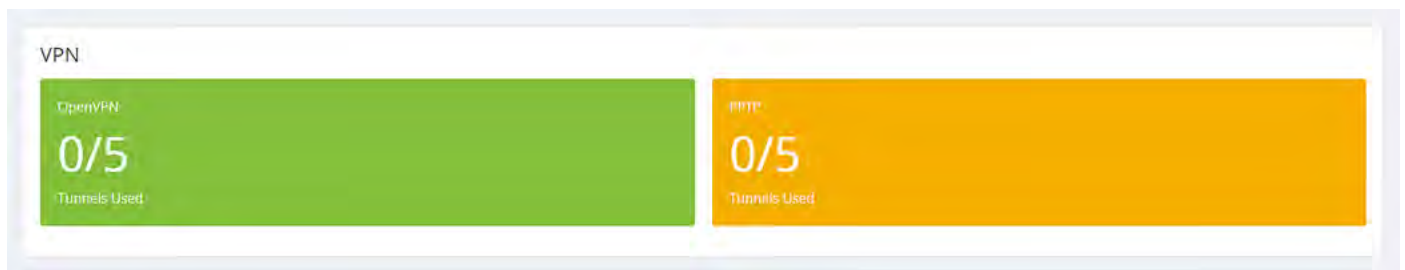 VPN
OpenVPN
0/5
Tunnels Used
PPTP
0/5
Tunnels Used